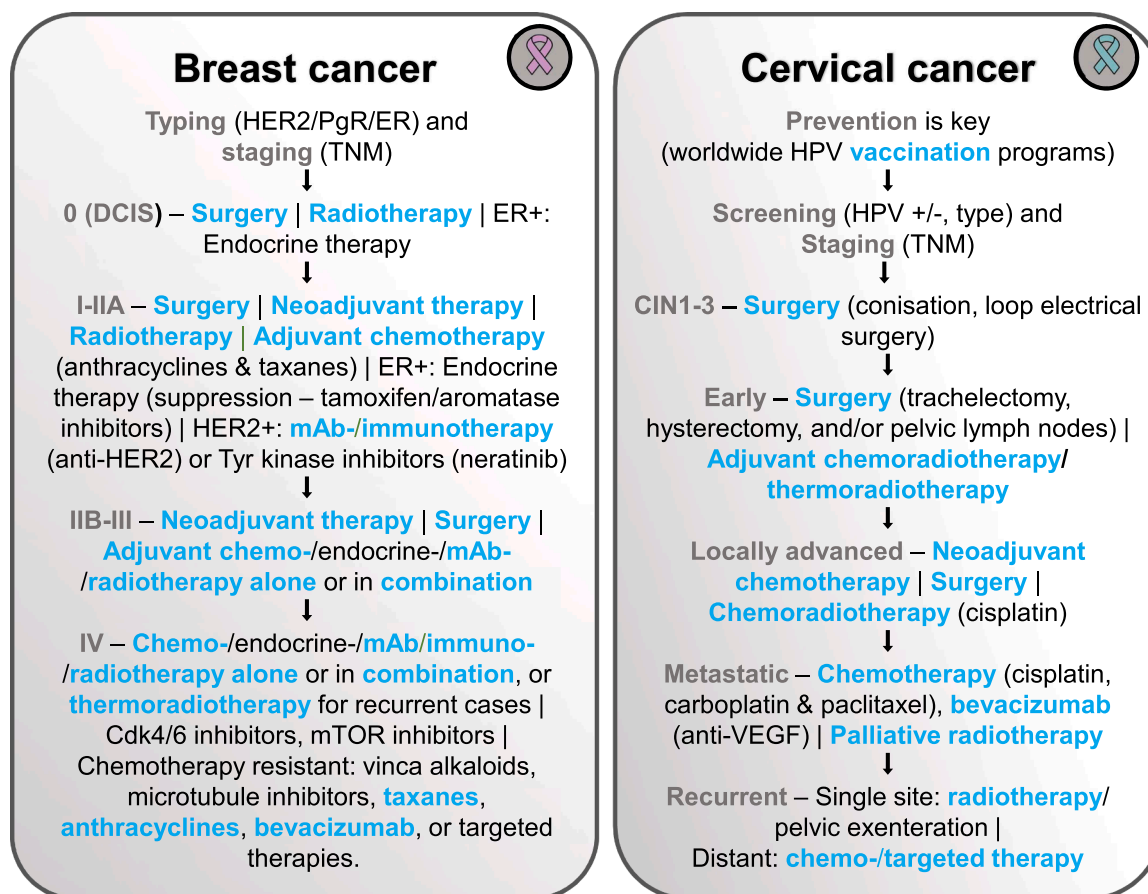 Breast cancer
Typing (HER2/PgR/ER) and
staging (TNM)
0 (DCIS) – Surgery | Radiotherapy | ER+:
Endocrine therapy
I-IIA – Surgery | Neoadjuvant therapy |
Radiotherapy | Adjuvant chemotherapy
(anthracyclines & taxanes) | ER+: Endocrine
therapy (suppression – tamoxifen/aromatase
inhibitors) | HER2+: mAb-/immunotherapy
(anti-HER2) or Tyr kinase inhibitors (neratinib)
IIB-III – Neoadjuvant therapy | Surgery |
Adjuvant chemo-/endocrine-/mAb-
/radiotherapy alone or in combination
IV – Chemo-/endocrine-/mAb/immuno-
/radiotherapy alone or in combination, or
thermoradiotherapy for recurrent cases |
Cdk4/6 inhibitors, mTOR inhibitors |
Chemotherapy resistant: vinca alkaloids,
microtubule inhibitors, taxanes,
anthracyclines, bevacizumab, or targeted
therapies.
Cervical cancer
Prevention is key
(worldwide HPV vaccination programs)
Screening (HPV +/-, type) and
Staging (TNM)
CIN1-3 – Surgery (conisation, loop electrical
surgery)
Early – Surgery (trachelectomy,
hysterectomy, and/or pelvic lymph nodes) |
Adjuvant chemoradiotherapy/
thermoradiotherapy
Locally advanced – Neoadjuvant
chemotherapy | Surgery |
Chemoradiotherapy (cisplatin)
Metastatic – Chemotherapy (cisplatin,
carboplatin & paclitaxel), bevacizumab
(anti-VEGF) | Palliative radiotherapy
Recurrent – Single site: radiotherapy/
pelvic exenteration |
Distant: chemo-/targeted therapy